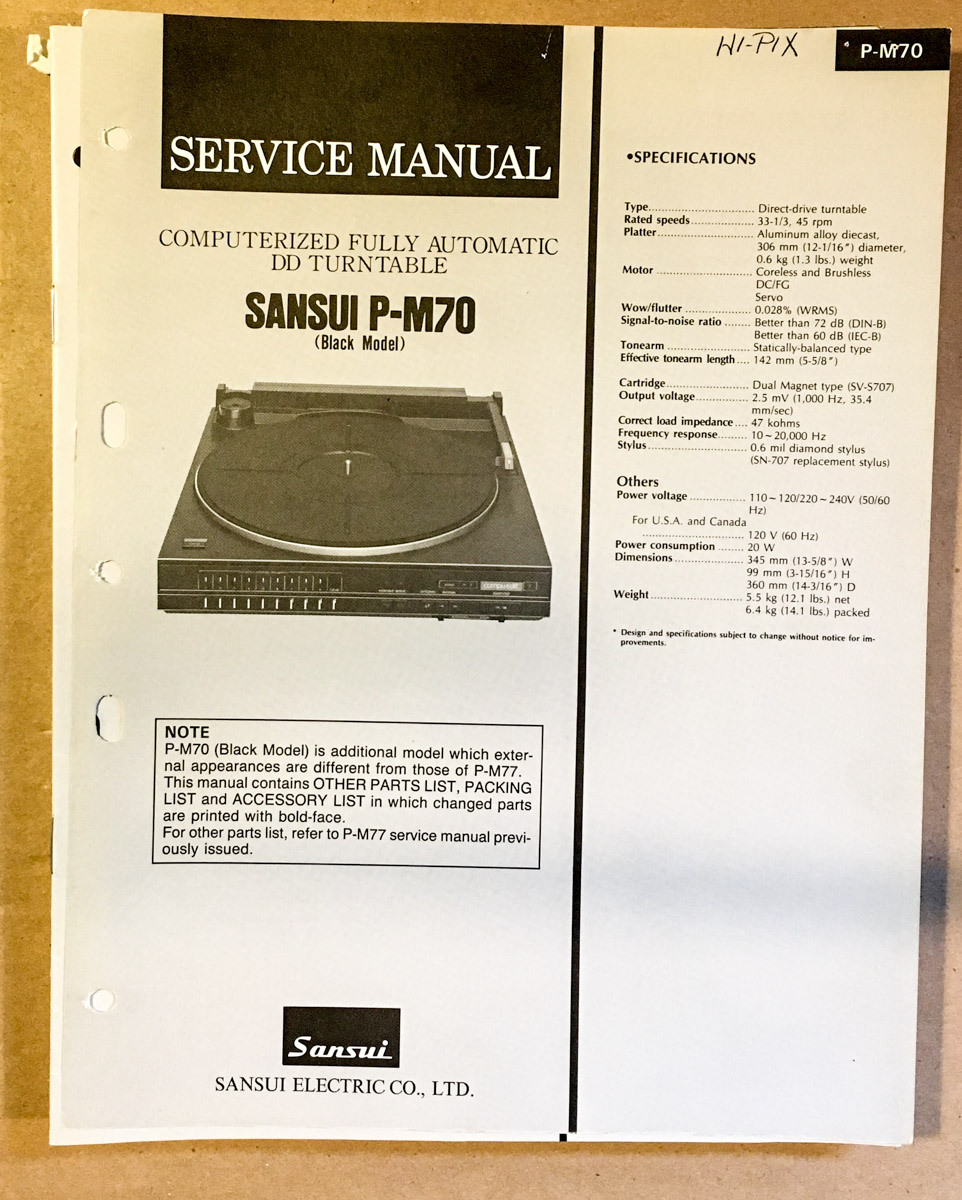 HI-PIX
P-M70
SERVICE MANUAL
COMPUTERIZED FULLY AUTOMATIC
DD TURNTABLE
SANSUI P-M70
(Black Model)
compu-edit
NOTE
P-M70 (Black Model) is additional model which exter-
nal appearances are different from those of P-M77.
This manual contains OTHER PARTS LIST, PACKING
LIST and ACCESSORY LIST in which changed parts
are printed with bold-face.
For other parts list, refer to P-M77 service manual previ-
ously issued.
Sansui
SANSUI ELECTRIC CO., LTD.
•SPECIFICATIONS
Type.............................. Direct-drive turntable
Rated speeds.................. 33-1/3, 45 rpm
Platter........................... Aluminum alloy diecast,
306 mm (12-1/16") diameter,
0.6 kg (1.3 lbs.) weight
Motor ........................... Coreless and Brushless
DC/FG
Servo
Wow/flutter ................... 0.028% (WRMS)
Signal-to-noise ratio ........ Better than 72 dB (DIN-B)
Better than 60 dB (IEC-B)
Tonearm ....................... Statically-balanced type
Effective tonearm length.... 142 mm (5-5/8")
Cartridge........................ Dual Magnet type (SV-S707)
Output voltage................ 2.5 mV (1,000 Hz, 35.4
mm/sec)
Correct load impedance.... 47 kohms
Frequency response......... 10~20,000 Hz
Stylus............................. 0.6 mil diamond stylus
(SN-707 replacement stylus)
Others
Power voltage ................ 110~120/220~240V (50/60
Hz)
For U.S.A. and Canada
............................. 120 V (60 Hz)
Power consumption ........ 20 W
Dimensions.................... 345 mm (13-5/8") W
99 mm (3-15/16") H
360 mm (14-3/16") D
Weight........................... 5.5 kg (12.1 lbs.) net
6.4 kg (14.1 lbs.) packed
* Design and specifications subject to change without notice for im-
provements.